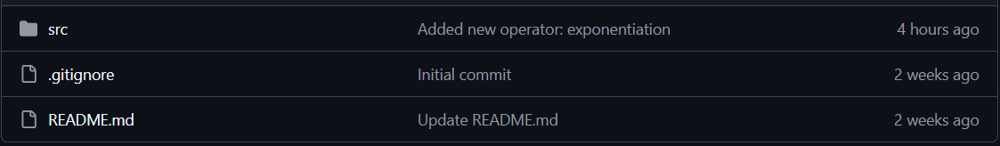 src Added new operator: exponentiation 4 hours ago
.gitignore Initial commit 2 weeks ago
README.md Update README.md 2 weeks ago